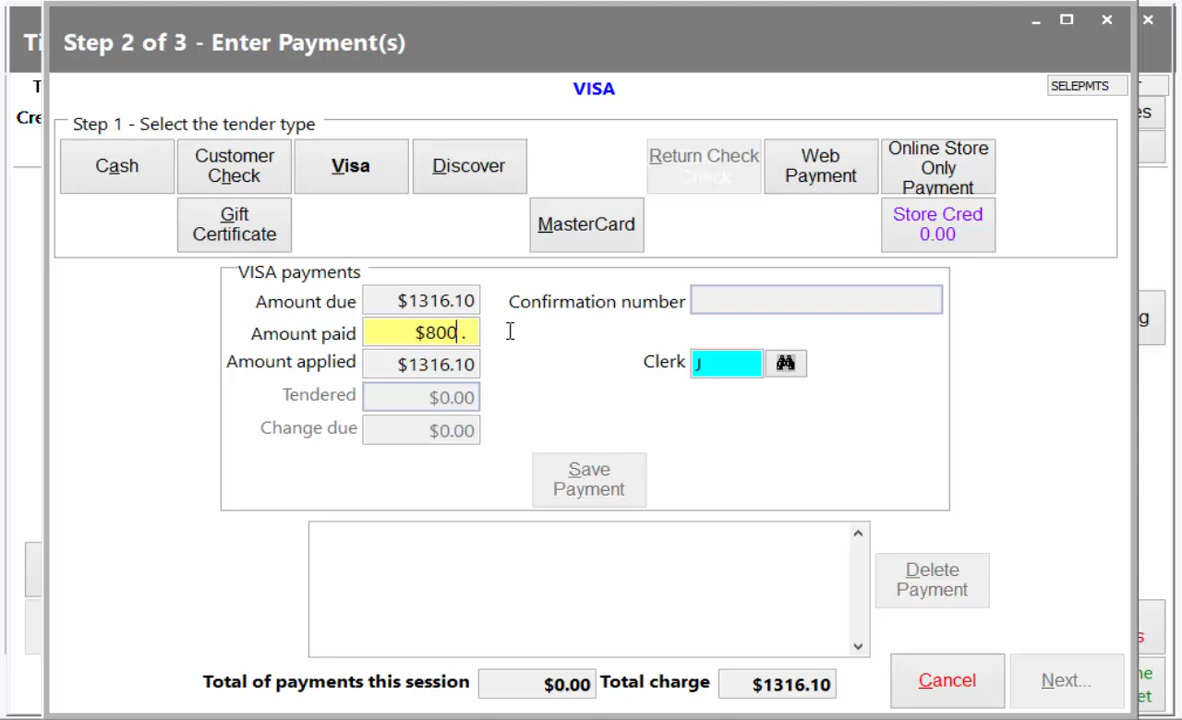 Step 2 of 3 - Enter Payment(s)
VISA
SELEPMTS
Step 1 - Select the tender type
Cash
Customer
Check
Visa
Discover
Return Check
Check
Web
Payment
Online Store
Only
Payment
Gift
Certificate
MasterCard
Store Cred
0.00
VISA payments
Amount due $1316.10 Confirmation number
Amount paid $800 .
Amount applied $1316.10 Clerk J
Tendered $0.00
Change due $0.00
Save
Payment
Delete
Payment
Total of payments this session $0.00 Total charge $1316.10
Cancel
Next...